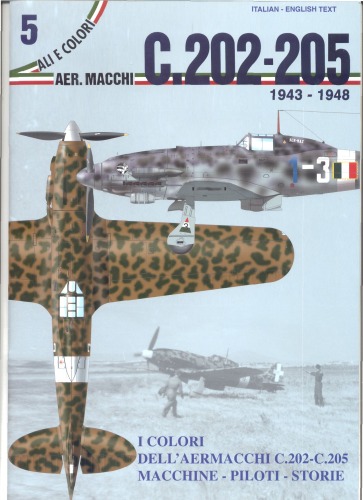 ITALIAN - ENGLISH TEXT
5
ALI E COLORI
AER. MACCHI
C.202-205
1943 - 1948
1-3
I COLORI
DELL'AERMACCHI C.202-C.205
MACCHINE - PILOTI - STORIE